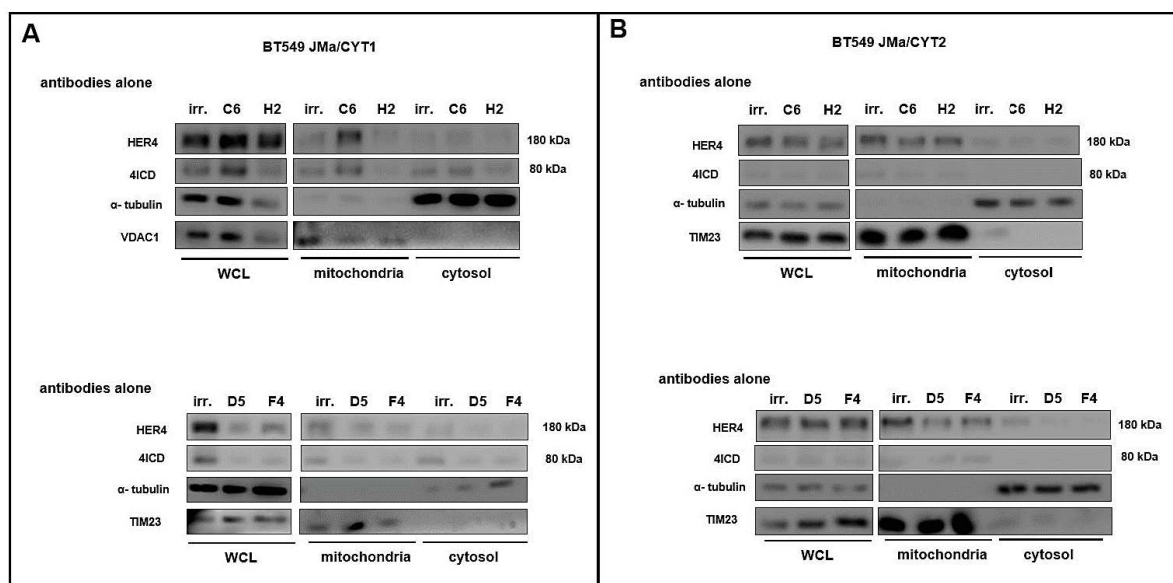 A
BT549 JMa/CYT1
antibodies alone
irr. C6 H2 irr. C6 H2 irr. C6 H2
HER4 180 kDa
4ICD 80 kDa
α- tubulin
VDAC1
WCL mitochondria cytosol
antibodies alone
irr. D5 F4 irr. D5 F4 irr. D5 F4
HER4 180 kDa
4ICD 80 kDa
α- tubulin
TIM23
WCL mitochondria cytosol
B
BT549 JMa/CYT2
antibodies alone
irr. C6 H2 irr. C6 H2 irr. C6 H2
HER4 180 kDa
4ICD 80 kDa
α- tubulin
TIM23
WCL mitochondria cytosol
antibodies alone
irr. D5 F4 irr. D5 F4 irr. D5 F4
HER4 180 kDa
4ICD 80 kDa
α- tubulin
TIM23
WCL mitochondria cytosol